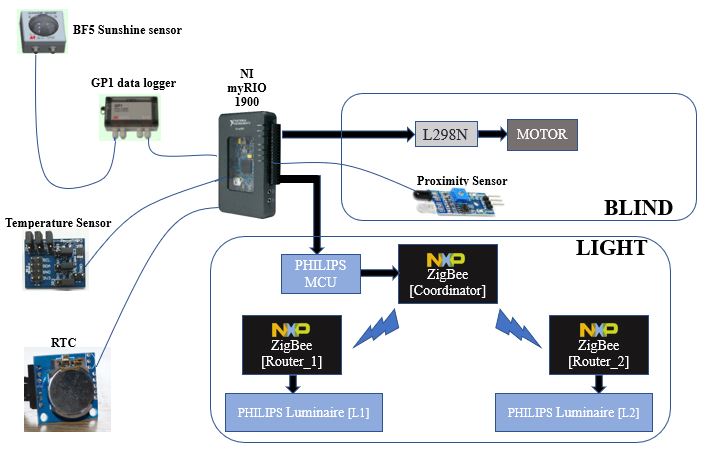 BF5 Sunshine sensor
GP1 data logger
NI
myRIO
1900
L298N
MOTOR
Proximity Sensor
BLIND
Temperature Sensor
LIGHT
PHILIPS
MCU
NXP
ZigBee
[Coordinator]
RTC
NXP
ZigBee
[Router_1]
NXP
ZigBee
[Router_2]
PHILIPS Luminaire [L1]
PHILIPS Luminaire [L2]